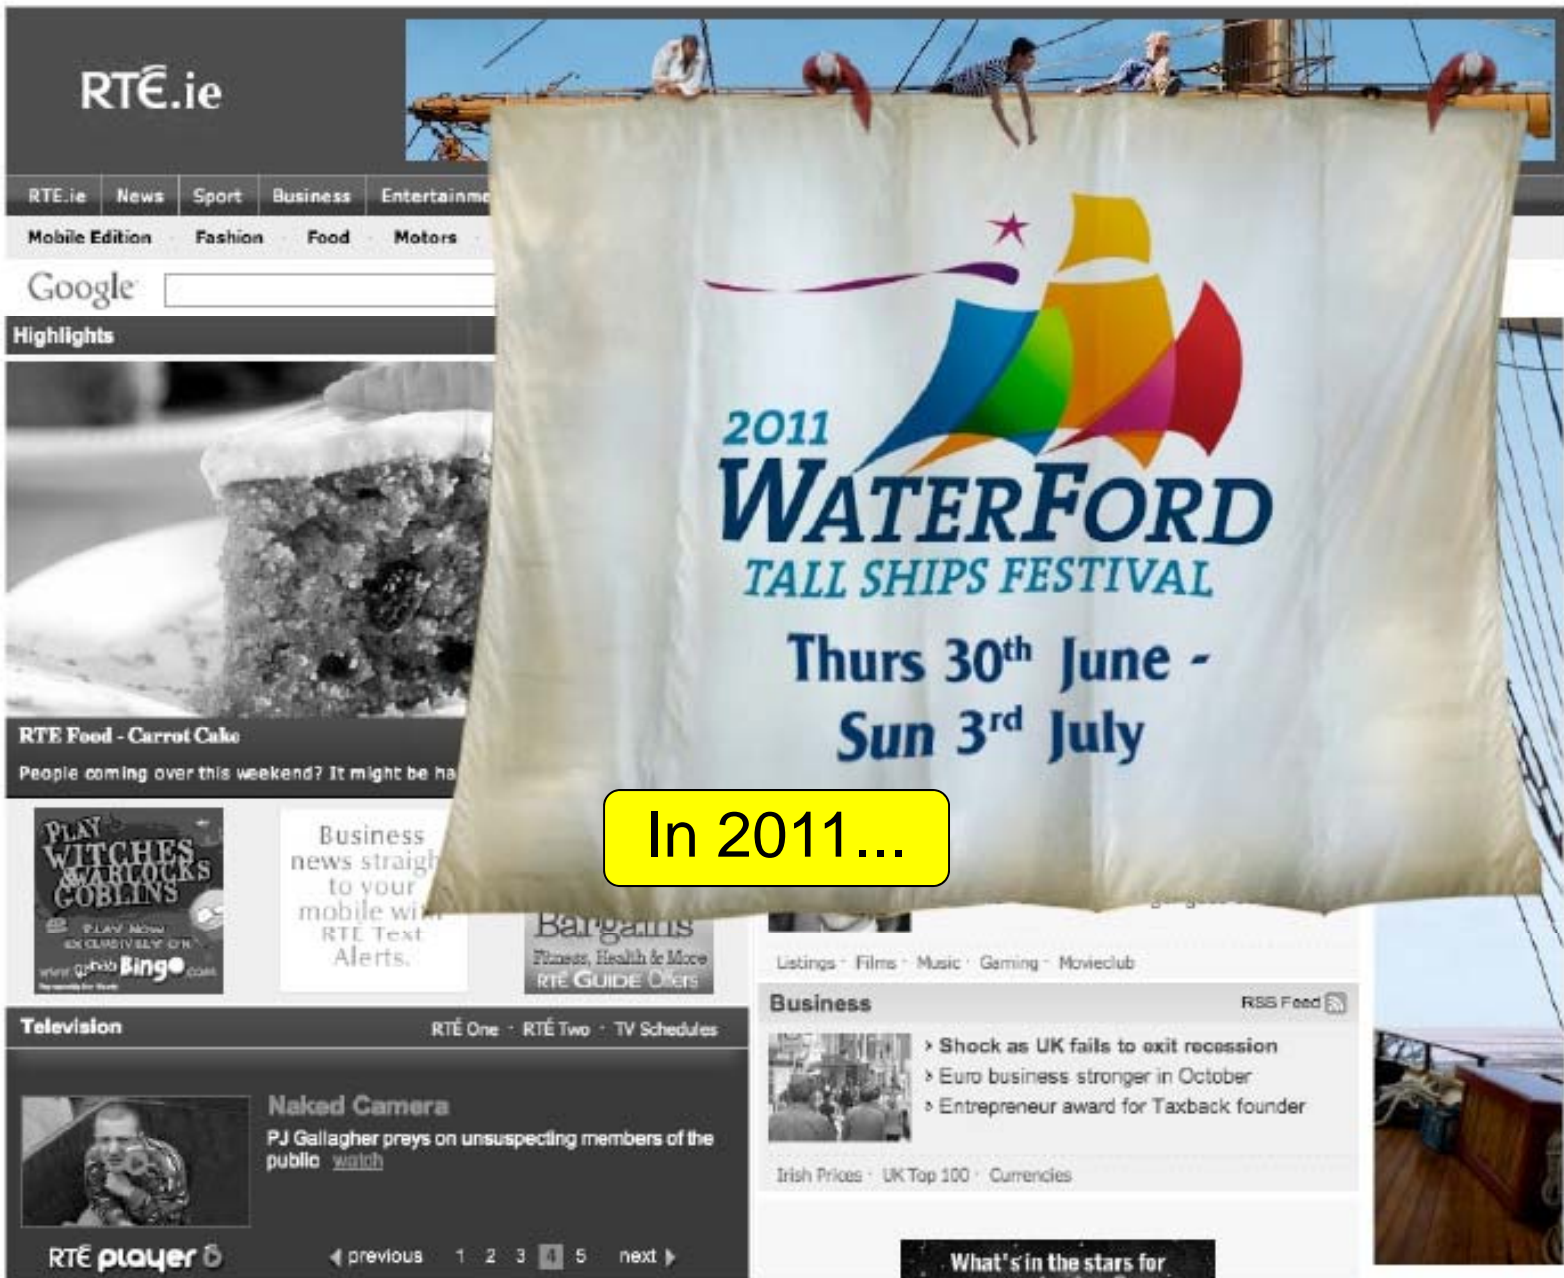 RTÉ.ie
RTE.ie News Sport Business
Mobile Edition Fashion Food Motors
Google
Highlights
2011
WATERFORD
TALL SHIPS FESTIVAL
Thurs 30th June -
Sun 3rd July
In 2011...
RTE Food - Carrot Cake
People coming over this weekend? It might be
PLAY
WITCHES
& WARLOCKS
GOBLINS
PLAY NOW
EXCLUSIVELY ON
Bingo
Business
news
to your
mobile
RTE Text
Alerts.
Bargains
Fitness, Health & More
RTÉ GUIDE Offers
Listings · Films · Music · Gaming · Movieclub
Business RSS Feed
› Shock as UK fails to exit recession
› Euro business stronger in October
› Entrepreneur award for Taxback founder
Irish Prices · UK Top 100 · Currencies
Television RTÉ One · RTÉ Two · TV Schedules
Naked Camera
PJ Gallagher preys on unsuspecting members of the
public watch
RTÉ player
previous 1 2 3 4 5 next
What's in the stars for